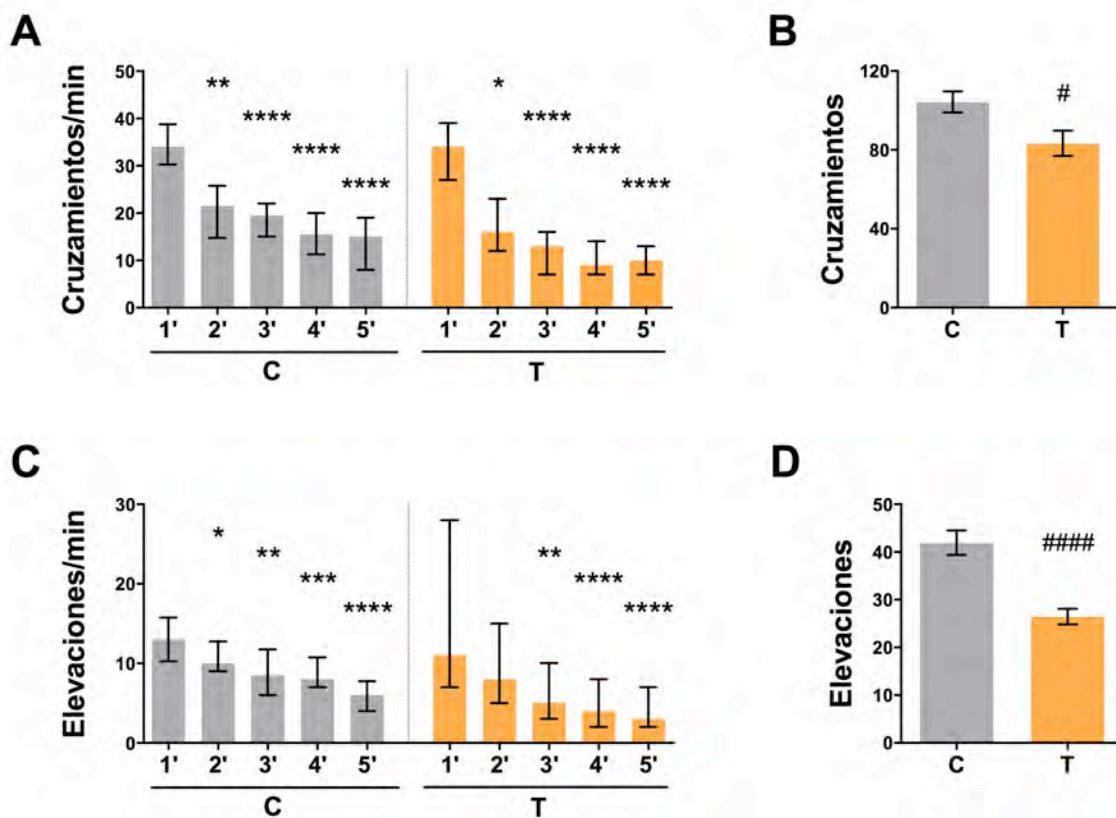 A
Cruzamientos/min
50
40
30
20
10
0
** **** **** ****
* **** **** ****
1' 2' 3' 4' 5'
1' 2' 3' 4' 5'
C
T
B
Cruzamientos
120
80
40
0
#
C T
C
Elevaciones/min
30
20
10
0
* ** *** ****
** **** ****
1' 2' 3' 4' 5'
1' 2' 3' 4' 5'
C
T
D
Elevaciones
50
40
30
20
10
0
####
C T